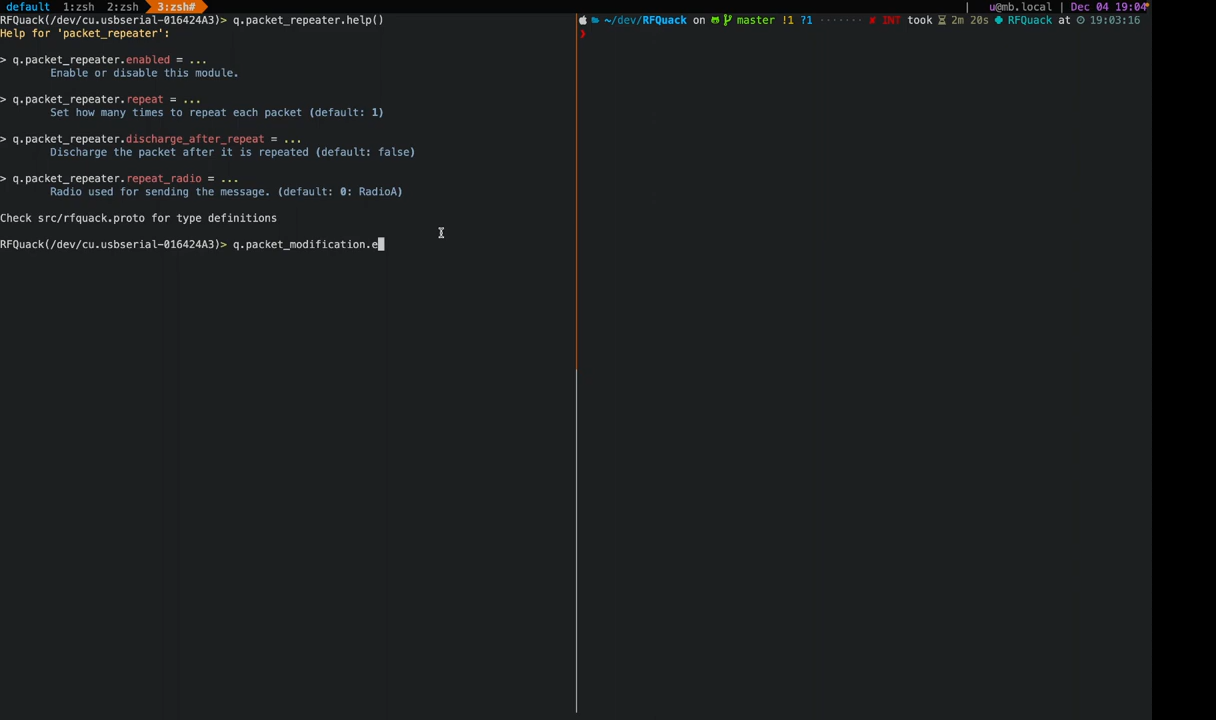 default 1:zsh 2:zsh 3:zsh# | u@mb.local | Dec 04 19:04
RFQuack(/dev/cu.usbserial-016424A3)> q.packet_repeater.help()
Help for 'packet_repeater':
> q.packet_repeater.enabled = ...
Enable or disable this module.
> q.packet_repeater.repeat = ...
Set how many times to repeat each packet (default: 1)
> q.packet_repeater.discharge_after_repeat = ...
Discharge the packet after it is repeated (default: false)
> q.packet_repeater.repeat_radio = ...
Radio used for sending the message. (default: 0: RadioA)
Check src/rfquack.proto for type definitions
RFQuack(/dev/cu.usbserial-016424A3)> q.packet_modification.e
~/dev/RFQuack on master !1 ?1 ······· ✘ INT took 2m 20s RFQuack at 19:03:16
❯